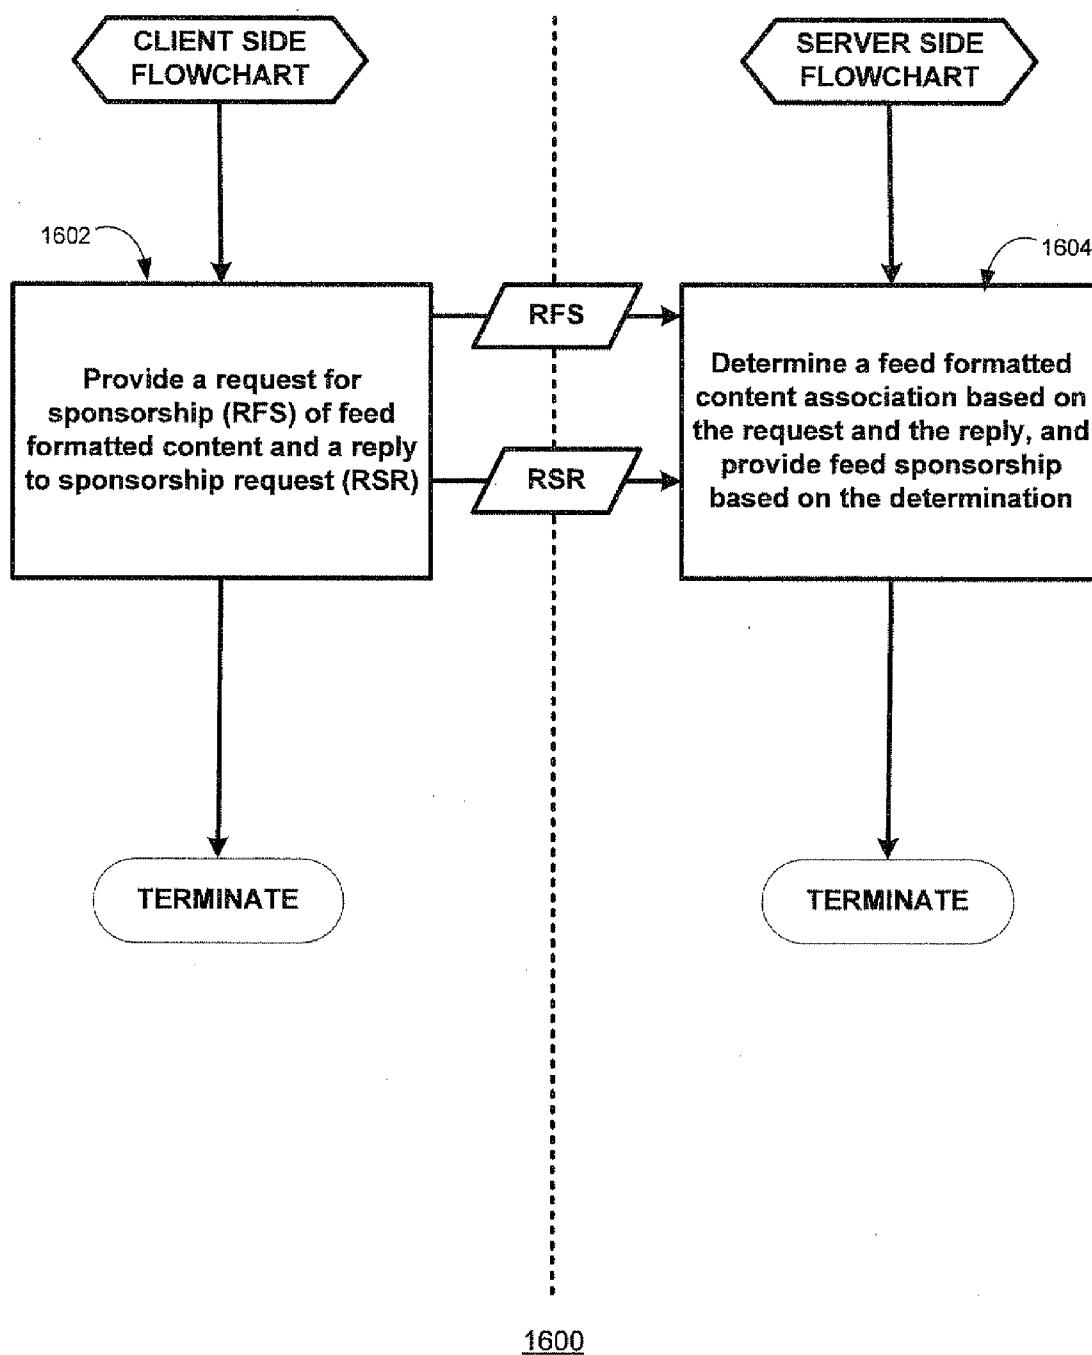 CLIENT SIDE
FLOWCHART
SERVER SIDE
FLOWCHART
1602
1604
Provide a request for
sponsorship (RFS) of feed
formatted content and a reply
to sponsorship request (RSR)
RFS
RSR
Determine a feed formatted
content association based on
the request and the reply, and
provide feed sponsorship
based on the determination
TERMINATE
TERMINATE
1600